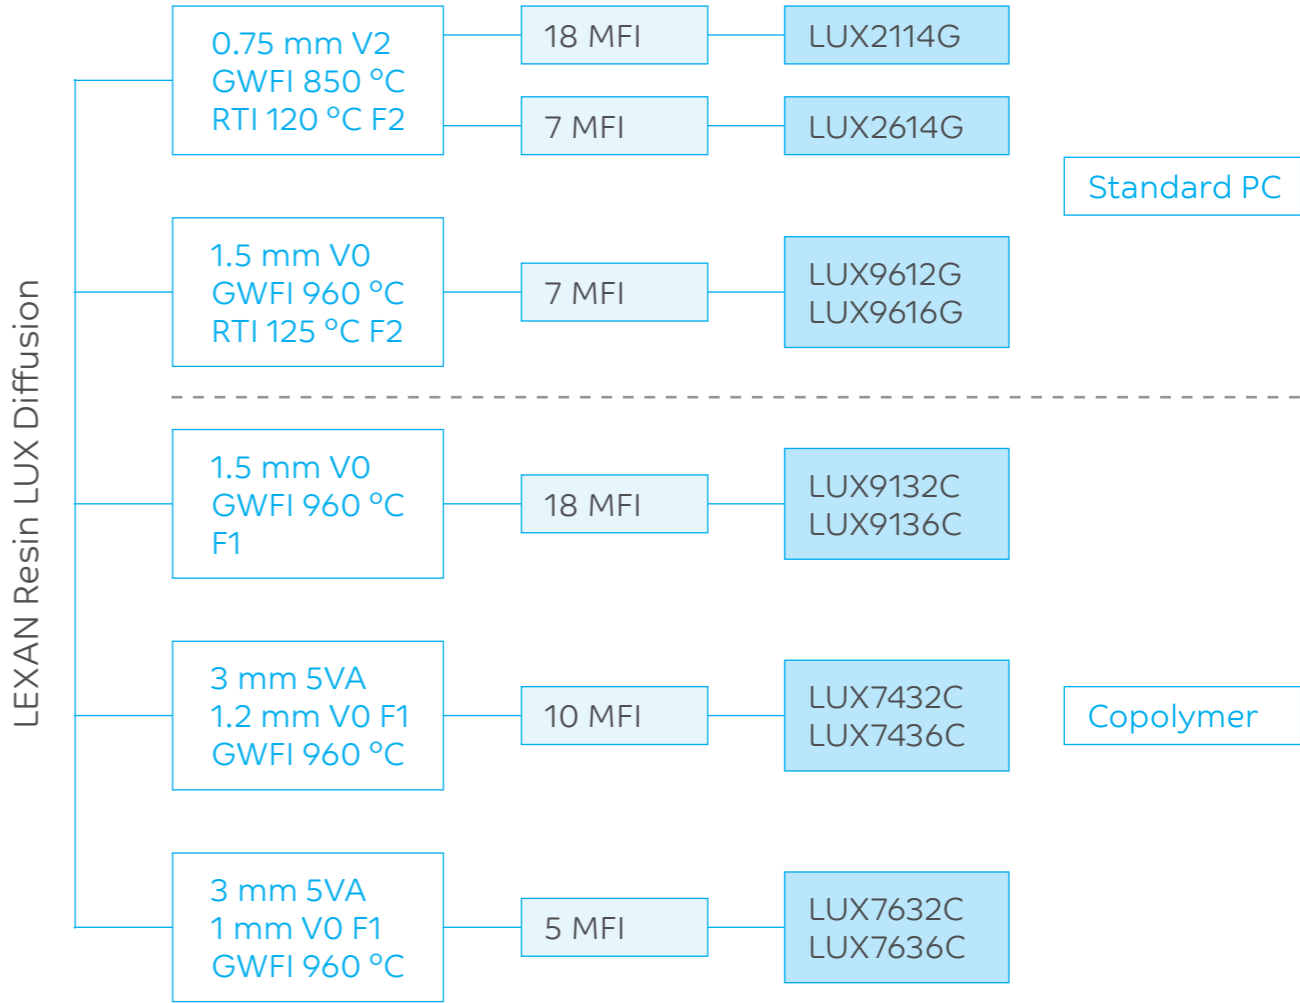 LEXAN Resin LUX Diffusion
0.75 mm V2
GWFI 850 °C
RTI 120 °C F2
18 MFI
LUX2114G
7 MFI
LUX2614G
Standard PC
1.5 mm V0
GWFI 960 °C
RTI 125 °C F2
7 MFI
LUX9612G
LUX9616G
1.5 mm V0
GWFI 960 °C
F1
18 MFI
LUX9132C
LUX9136C
3 mm 5VA
1.2 mm V0 F1
GWFI 960 °C
10 MFI
LUX7432C
LUX7436C
Copolymer
3 mm 5VA
1 mm V0 F1
GWFI 960 °C
5 MFI
LUX7632C
LUX7636C